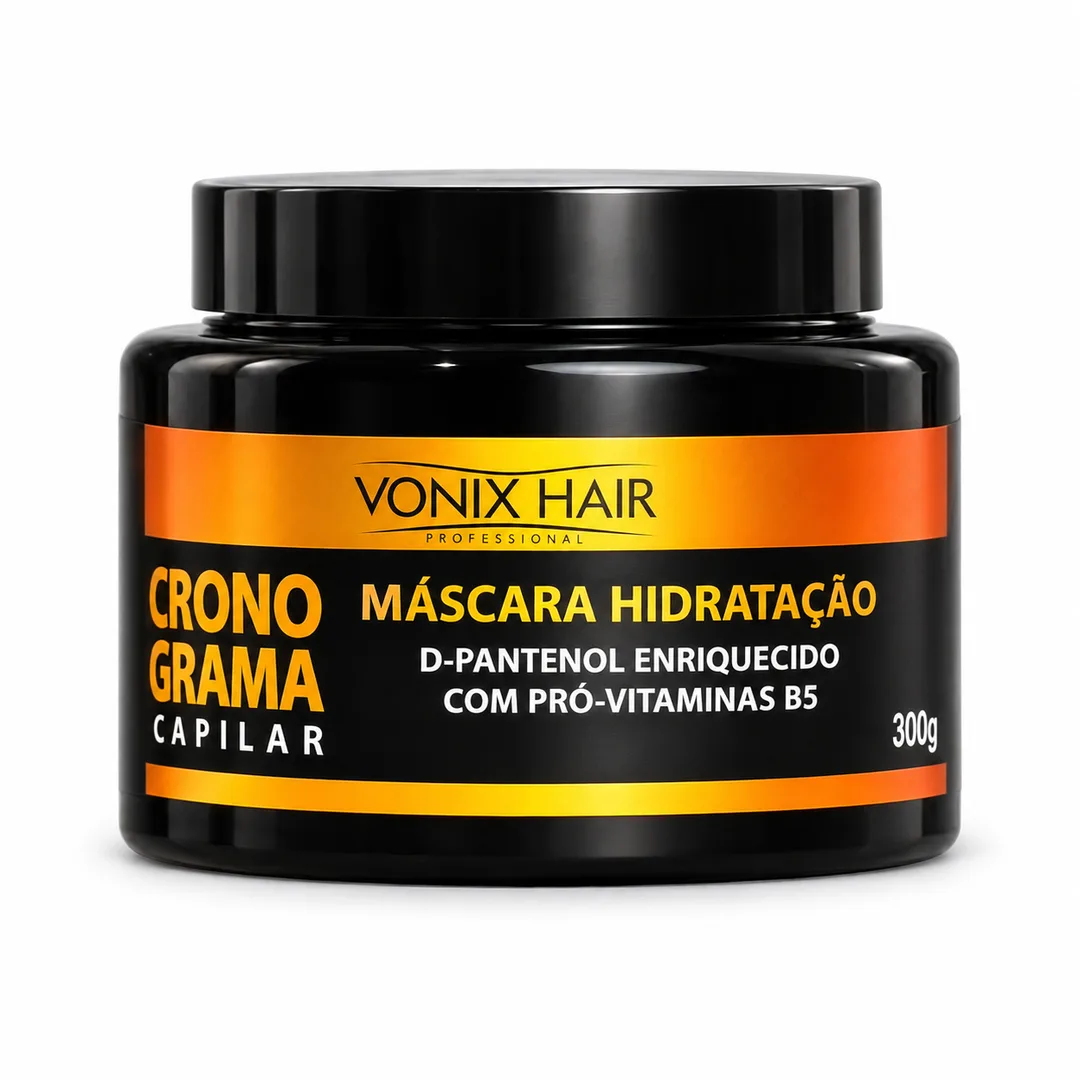 VONIX HAIR
PROFESSIONAL
CRONO
GRAMA
CAPILAR
MÁSCARA HIDRATAÇÃO
D-PANTENOL ENRIQUECIDO
COM PRÓ-VITAMINAS B5
300g